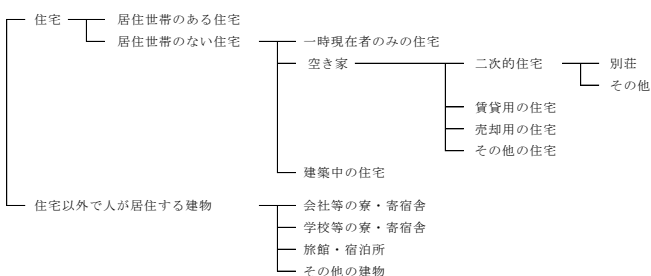 住宅
居住世帯のある住宅
居住世帯のない住宅
一時現在者のみの住宅
空き家
二次的住宅
別荘
その他
賃貸用の住宅
売却用の住宅
その他の住宅
建築中の住宅
住宅以外で人が居住する建物
会社等の寮・寄宿舎
学校等の寮・寄宿舎
旅館・宿泊所
その他の建物